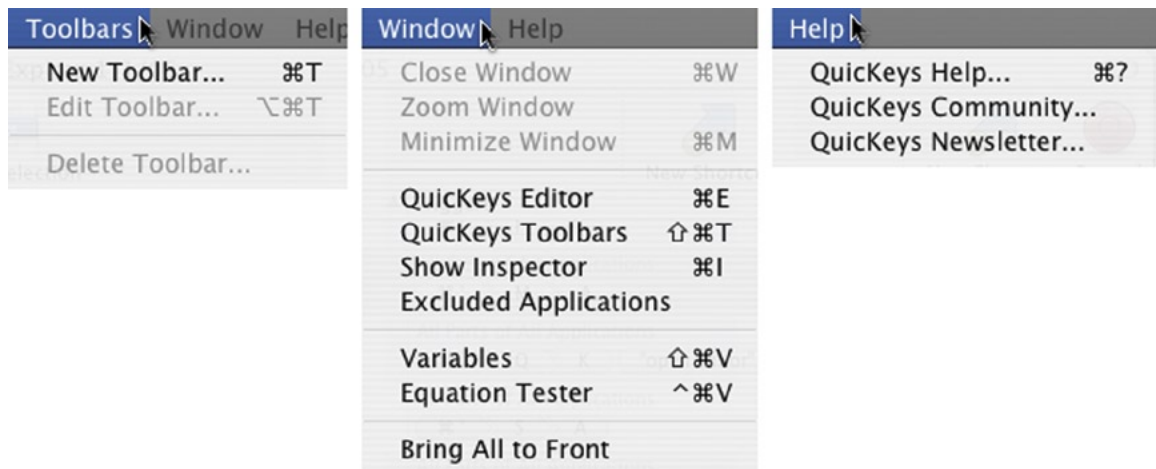 Toolbars Window Help
New Toolbar... ⌘T
Edit Toolbar... ⌥⌘T
Delete Toolbar...
Window Help
Close Window ⌘W
Zoom Window
Minimize Window ⌘M
QuicKeys Editor ⌘E
QuicKeys Toolbars ⇧⌘T
Show Inspector ⌘I
Excluded Applications
Variables ⇧⌘V
Equation Tester ^⌘V
Bring All to Front
Help
QuicKeys Help... ⌘?
QuicKeys Community...
QuicKeys Newsletter...